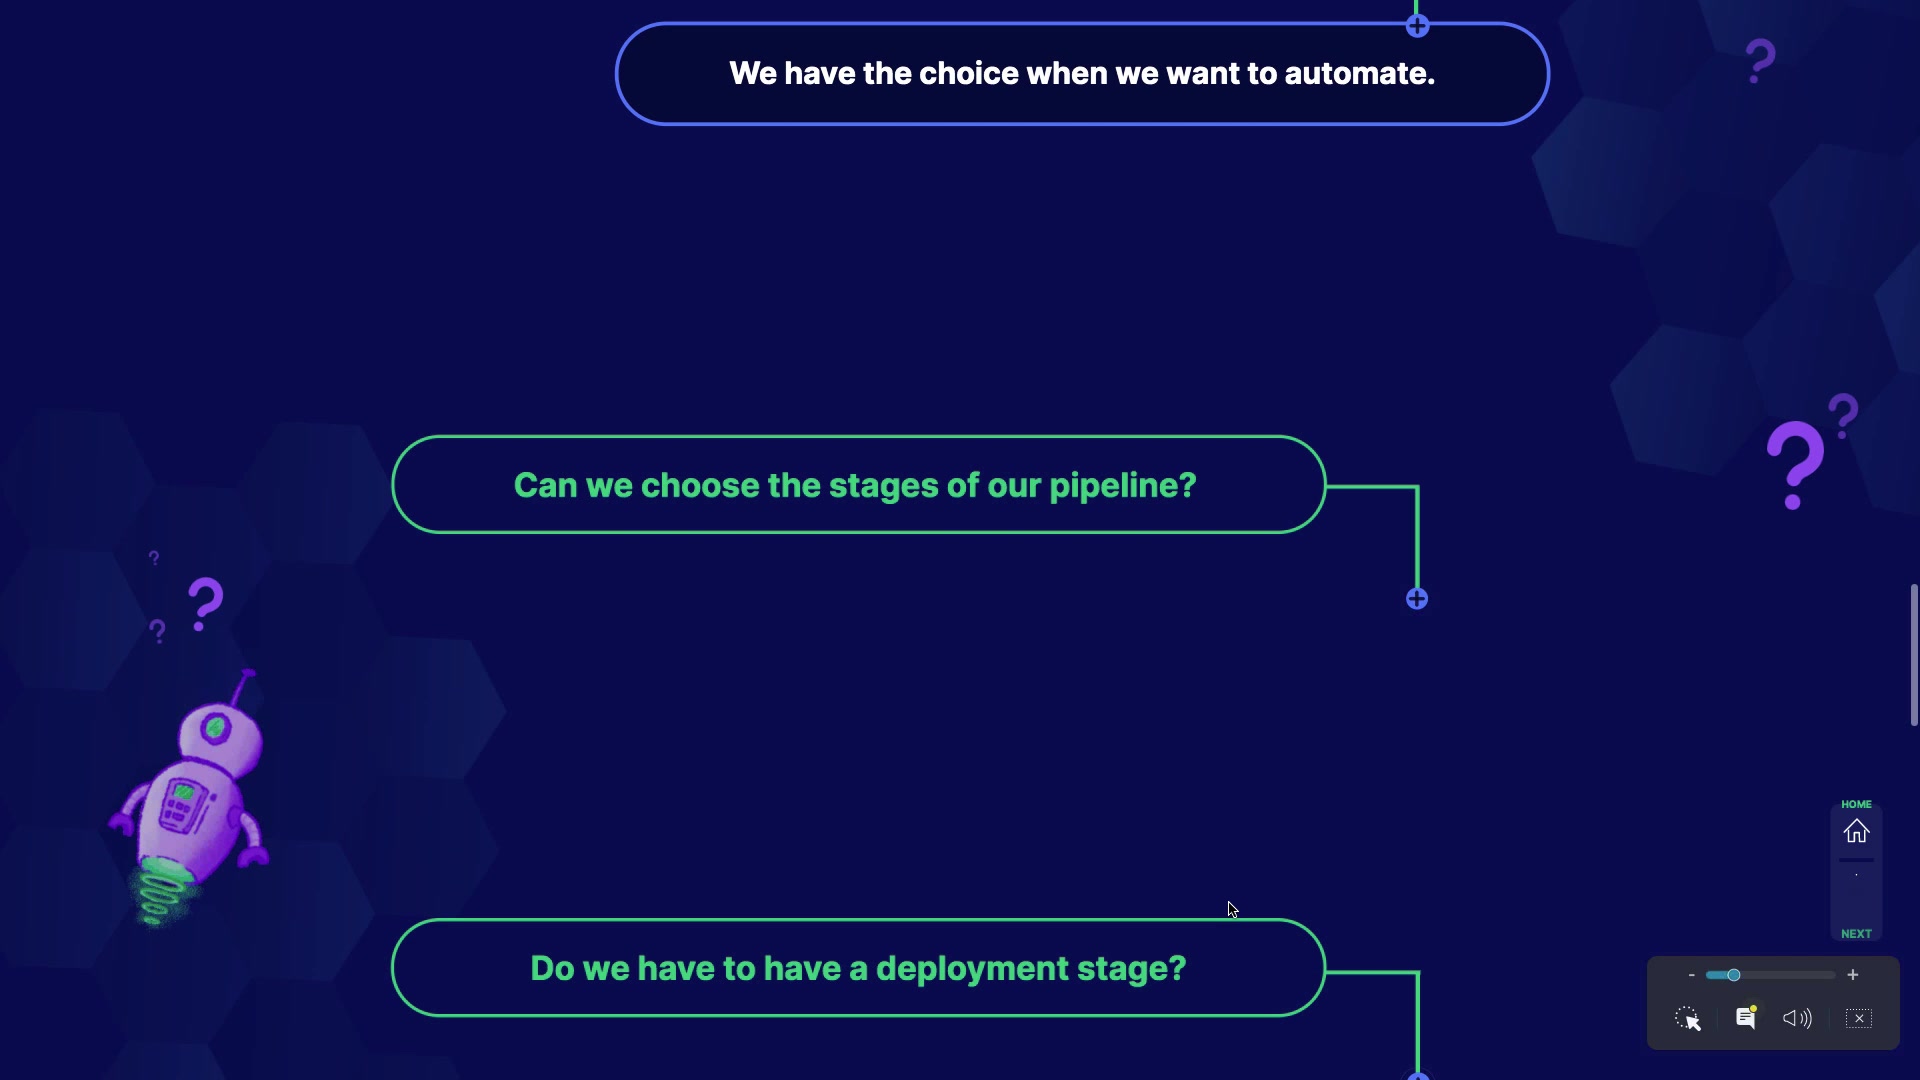 We have the choice when we want to automate.
Can we choose the stages of our pipeline?
Do we have to have a deployment stage?
HOME
NEXT